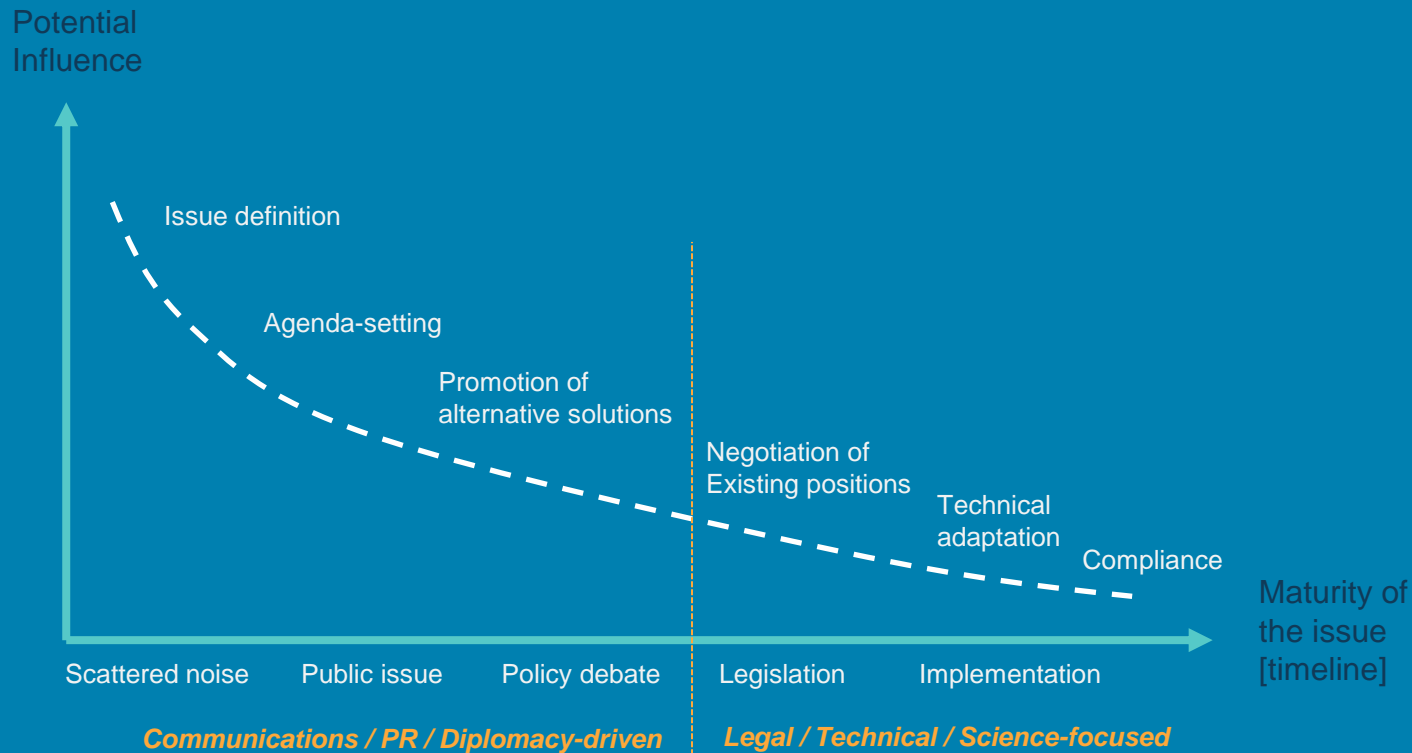 Potential
Influence
Issue definition
Agenda-setting
Promotion of
alternative solutions
Negotiation of
Existing positions
Technical
adaptation
Compliance
Maturity of
the issue
[timeline]
Scattered noise
Public issue
Policy debate
Legislation
Implementation
Communications / PR / Diplomacy-driven
Legal / Technical / Science-focused